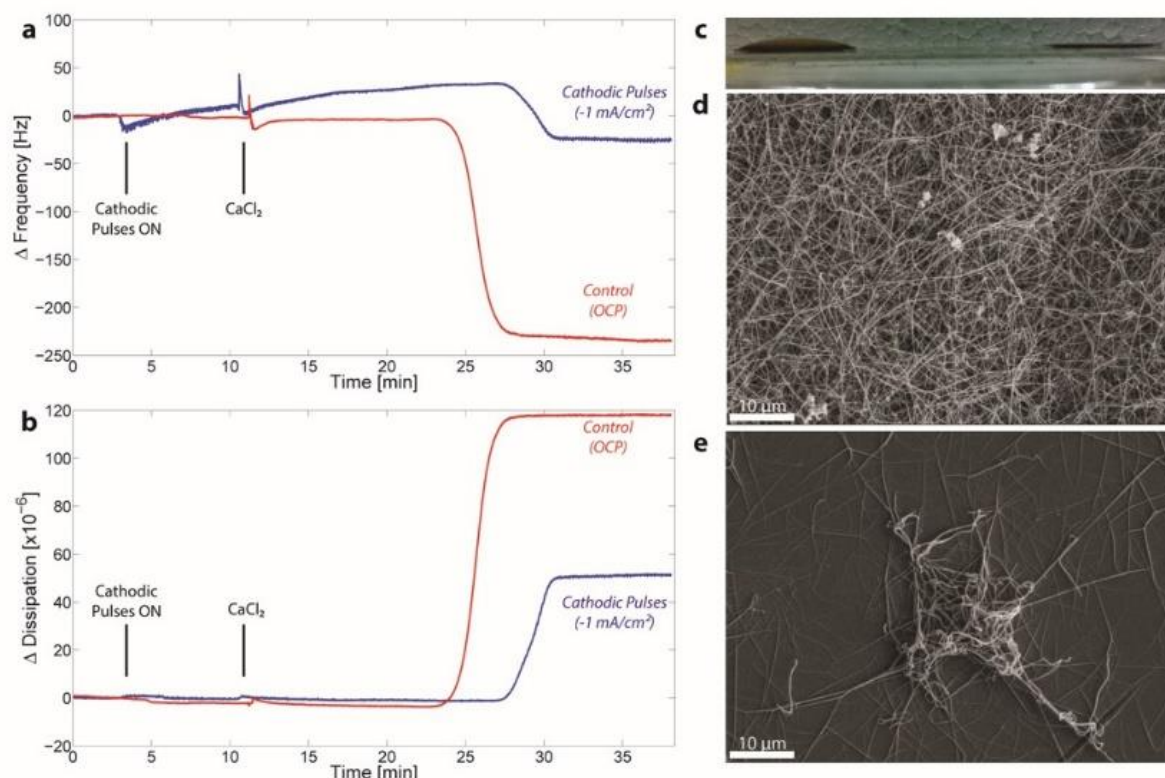 a
100
50
0
−50
−100
−150
−200
−250
Δ Frequency [Hz]
Cathodic
Pulses ON
CaCl₂
Cathodic Pulses
(-1 mA/cm²)
Control
(OCP)
0 5 10 15 20 25 30 35
Time [min]
b
120
100
80
60
40
20
0
−20
Δ Dissipation [x10⁻⁶]
Cathodic
Pulses ON
CaCl₂
Control
(OCP)
Cathodic Pulses
(-1 mA/cm²)
0 5 10 15 20 25 30 35
Time [min]
c
d
10 µm
e
10 µm